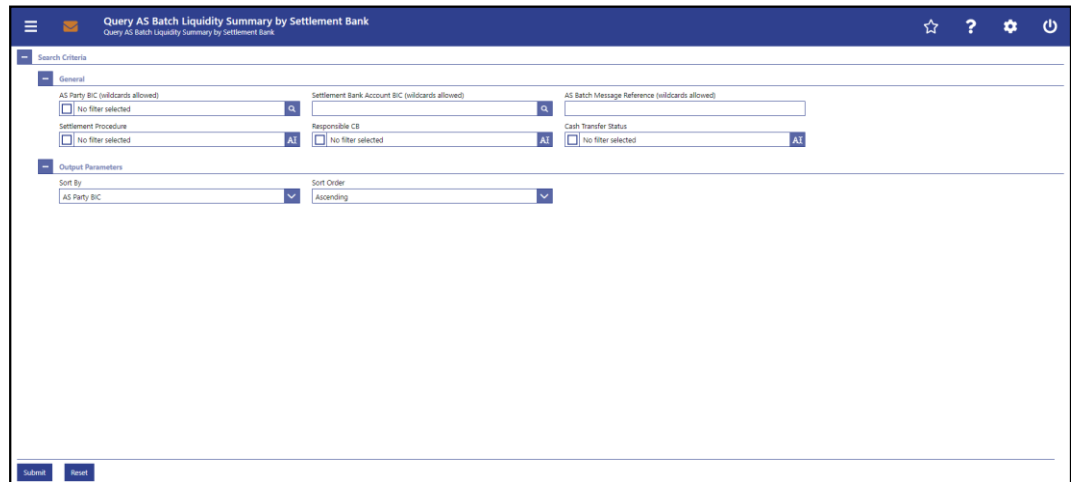 Query AS Batch Liquidity Summary by Settlement Bank
Query AS Batch Liquidity Summary by Settlement Bank
Search Criteria
General
AS Party BIC (wildcards allowed) Settlement Bank Account BIC (wildcards allowed) AS Batch Message Reference (wildcards allowed)
No filter selected
Settlement Procedure Responsible CB Cash Transfer Status
No filter selected AI No filter selected AI No filter selected AI
Output Parameters
Sort By Sort Order
AS Party BIC Ascending
Submit Reset